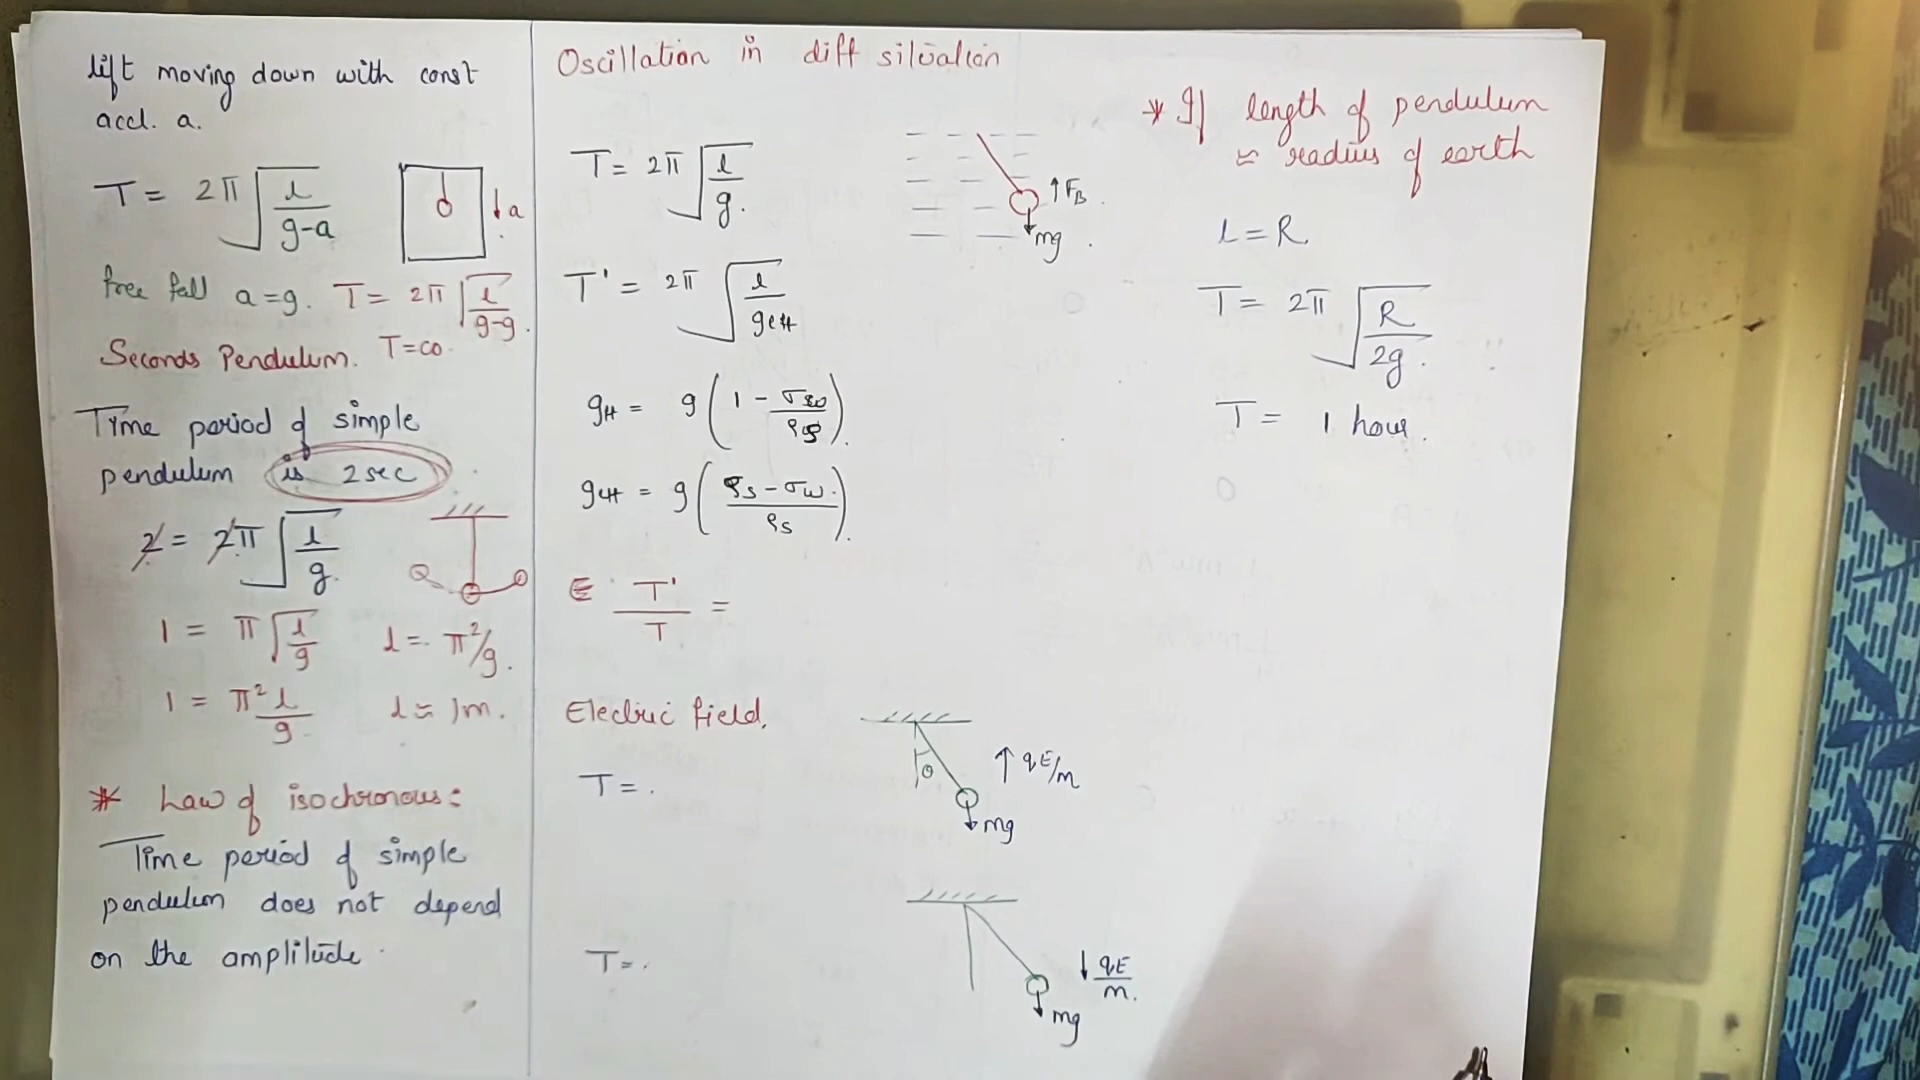 lift moving down with const
accl. a.
T = 2π √(l/(g-a))
↓a
free fall a=g. T = 2π √(l/(g-g)).
Seconds Pendulum. T=∞.
Time period of simple
pendulum is 2sec
2 = 2π √(l/g.)
1 = π √(l/g) l = π²/g.
1 = π² l/g l ≈ 1m.
* Law of isochronous:
Time period of simple
pendulum does not depend
on the amplitude.
Oscillation in diff situation
T = 2π √(l/g.)
↑FB
mg
T' = 2π √(l/geff)
geff = g (1 - σw/ρs).
geff = g ((ρs - σw.)/ρs).
T'/T =
Electric field.
θ
↑ qE/m
T = .
mg
T = .
↓ qE/m.
mg
* If length of pendulum
≈ radius of earth
l = R
T = 2π √(R/2g.)
T = 1 hour.